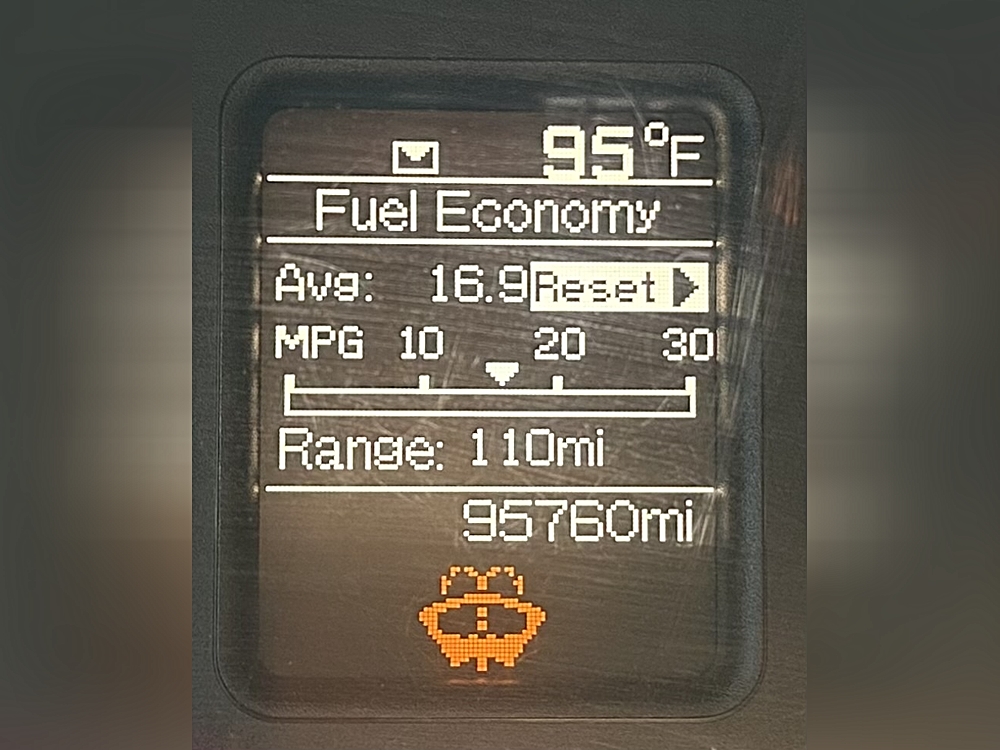 95°F
Fuel Economy
Avg: 16.9 Reset
MPG 10 20 30
Range: 110mi
95760mi